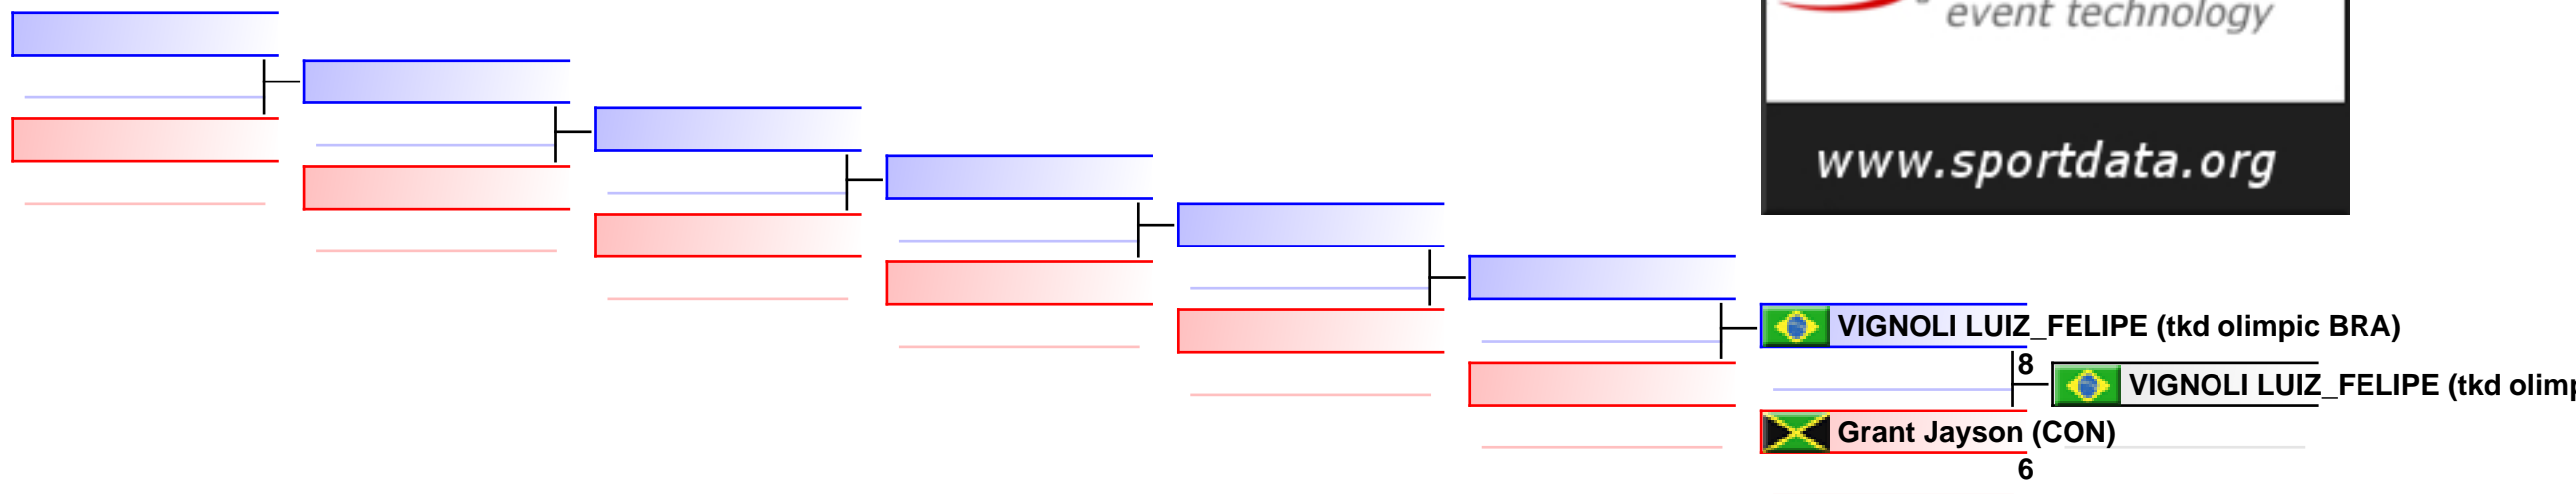 event technology
www.sportdata.org
VIGNOLI LUIZ_FELIPE (tkd olimpic BRA)
8
VIGNOLI LUIZ_FELIPE (tkd olimp
Grant Jayson (CON)
6